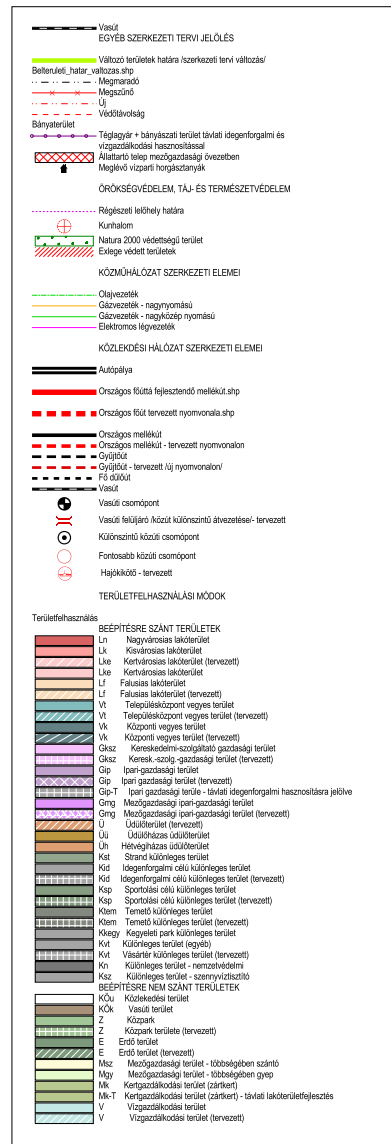 Vasút
EGYÉB SZERKEZETI TERVI JELÖLÉS
Változó területek határa /szerkezeti tervi változás/
Belteruleti_hatar_valtozas.shp
Megmaradó
Megszűnő
Új
Védőtávolság
Bányaterület
Téglagyár + bányászati terület távlati idegenforgalmi és
vízgazdálkodási hasznosítással
Állattartó telep mezőgazdasági övezetben
Meglévő vízparti horgásztanyák
ÖRÖKSÉGVÉDELEM, TÁJ- ÉS TERMÉSZETVÉDELEM
Régészeti lelőhely határa
Kunhalom
Natura 2000 védettségű terület
Exlege védett területek
KÖZMŰHÁLÓZAT SZERKEZETI ELEMEI
Olajvezeték
Gázvezeték - nagynyomású
Gázvezeték - nagyközép nyomású
Elektromos légvezeték
KÖZLEKDÉSI HÁLÓZAT SZERKEZETI ELEMEI
Autópálya
Országos főúttá fejlesztendő mellékút.shp
Országos főút tervezett nyomvonala.shp
Országos mellékút
Országos mellékút - tervezett nyomvonalon
Gyűjtőút
Gyűjtőút - tervezett /új nyomvonalon/
Fő dűlőút
Vasút
Vasúti csomópont
Vasúti felüljáró /közút különszintű átvezetése/- tervezett
Különszintű közúti csomópont
Fontosabb közúti csomópont
Hajókikötő - tervezett
TERÜLETFELHASZNÁLÁSI MÓDOK
Területfelhasználás
BEÉPÍTÉSRE SZÁNT TERÜLETEK
Ln Nagyvárosias lakóterület
Lk Kisvárosias lakóterület
Lke Kertvárosias lakóterület (tervezett)
Lke Kertvárosias lakóterület
Lf Falusias lakóterület
Lf Falusias lakóterület (tervezett)
Vt Településközpont vegyes terület
Vt Településközpont vegyes terület (tervezett)
Vk Központi vegyes terület
Vk Központi vegyes terület (tervezett)
Gksz Kereskedelmi-szolgáltató gazdasági terület
Gksz Keresk.-szolg.-gazdasági terület (tervezett)
Gip Ipari-gazdasági terület
Gip Ipari gazdasági terület (tervezett)
Gip-T Ipari gazdasági terüle - távlati idegenforgalmi hasznosításra jelölve
Gmg Mezőgazdasági ipari-gazdasági terület
Gmg Mezőgazdasági ipari-gazdasági terület (tervezett)
Ü Üdülőterület (tervezett)
Üü Üdülőházas üdülőterület
Üh Hétvégiházas üdülőterület
Kst Strand különleges terület
Kid Idegenforgalmi célú különleges terület
Kid Idegenforgalmi célú különleges terület (tervezett)
Ksp Sportolási célú különleges terület
Ksp Sportolási célú különleges terület (tervezett)
Ktem Temető különleges terület
Ktem Temető különleges terület (tervezett)
Kkegy Kegyeleti park különleges terület
Kvt Különleges terület (egyéb)
Kvt Vásártér különleges terület (tervezett)
Kn Különleges terület - nemzetvédelmi
Ksz Különleges terület - szennyvíztisztító
BEÉPÍTÉSRE NEM SZÁNT TERÜLETEK
KÖu Közlekedési terület
KÖk Vasúti terület
Z Közpark
Z Közpark területe (tervezett)
E Erdő terület
E Erdő terület (tervezett)
Msz Mezőgazdasági terület - többségében szántó
Mgy Mezőgazdasági terület - többségében gyep
Mk Kertgazdálkodási terület (zártkert)
Mk-T Kertgazdálkodási terület (zártkert) - távlati lakóterületfejlesztés
V Vízgazdálkodási terület
V Vízgazdálkodási terület (tervezett)